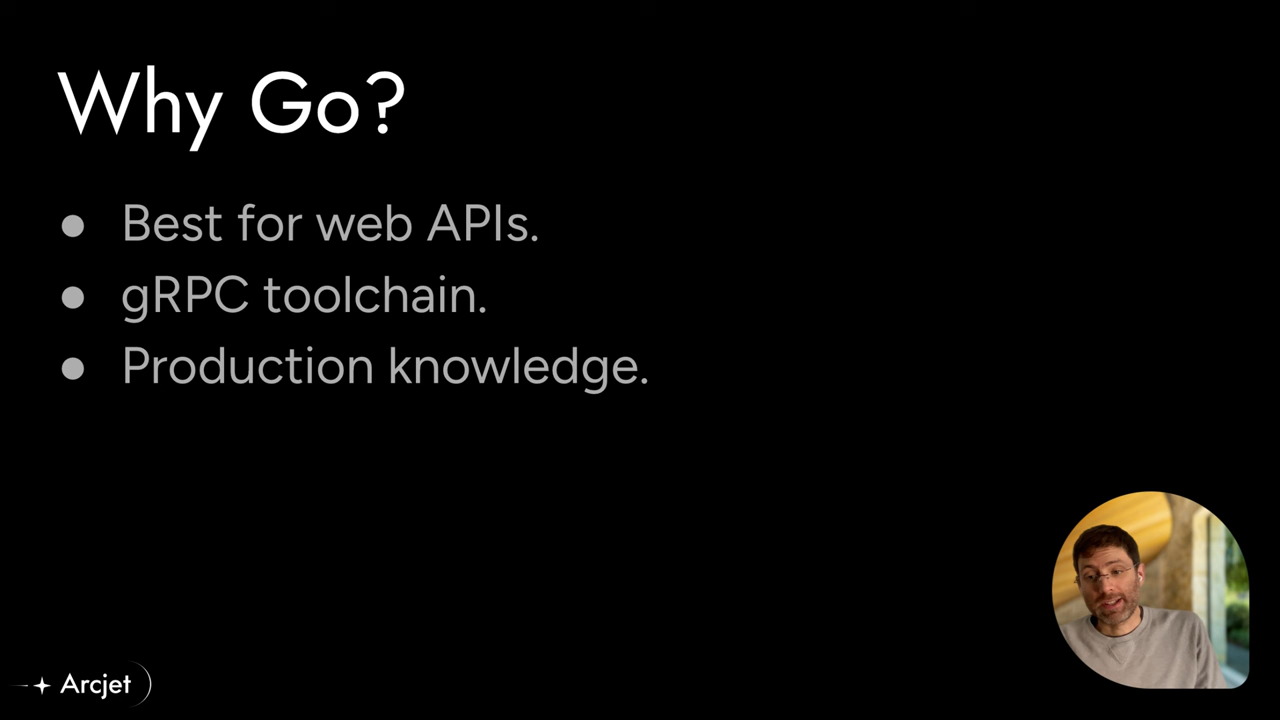 Why Go?
● Best for web APIs.
● gRPC toolchain.
● Production knowledge.
Arcjet